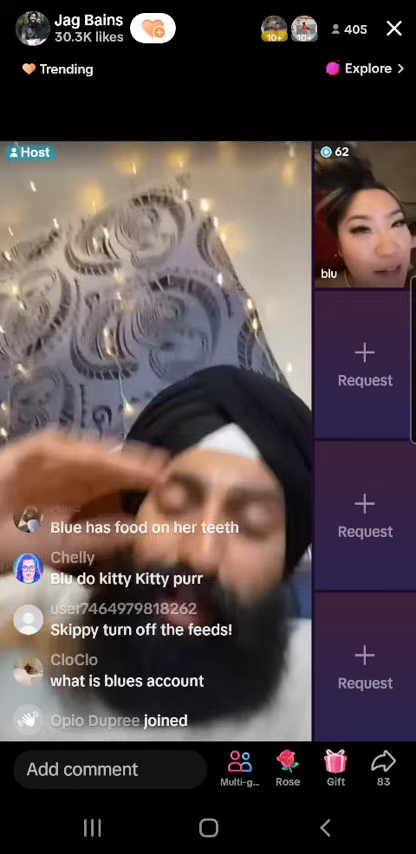 Jag Bains
30.3K likes
10+
10+
405
Trending
Explore >
Host
62
blu
Request
Request
Request
Blue has food on her teeth
Chelly
Blu do kitty Kitty purr
user7464979818262
Skippy turn off the feeds!
CloClo
what is blues account
Opio Dupree joined
Add comment
Multi-g...
Rose
Gift
83